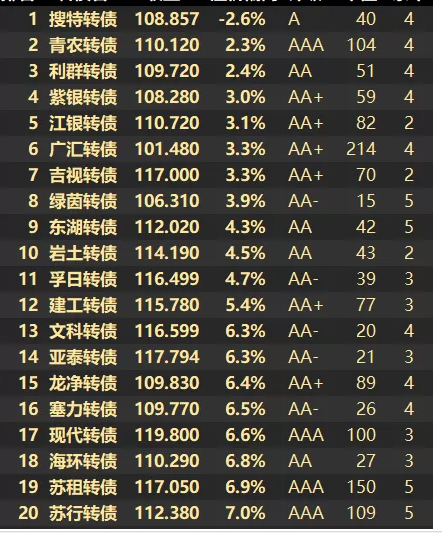 1 搜特转债 108.857 -2.6% A 40 4
2 青农转债 110.120 2.3% AAA 104 4
3 利群转债 109.720 2.4% AA 51 4
4 紫银转债 108.280 3.0% AA+ 59 4
5 江银转债 110.720 3.1% AA+ 82 2
6 广汇转债 101.480 3.3% AA+ 214 4
7 吉视转债 117.000 3.3% AA+ 70 2
8 绿茵转债 106.310 3.9% AA- 15 5
9 东湖转债 112.020 4.3% AA 42 5
10 岩土转债 114.190 4.5% AA 43 2
11 孚日转债 116.499 4.7% AA- 39 3
12 建工转债 115.780 5.4% AA+ 77 3
13 文科转债 116.599 6.3% AA- 20 4
14 亚泰转债 117.794 6.3% AA- 21 3
15 龙净转债 109.830 6.4% AA+ 89 4
16 塞力转债 109.770 6.5% AA- 26 4
17 现代转债 119.800 6.6% AAA 100 3
18 海环转债 110.290 6.8% AA 27 3
19 苏租转债 117.050 6.9% AAA 150 5
20 苏行转债 112.380 7.0% AAA 109 5